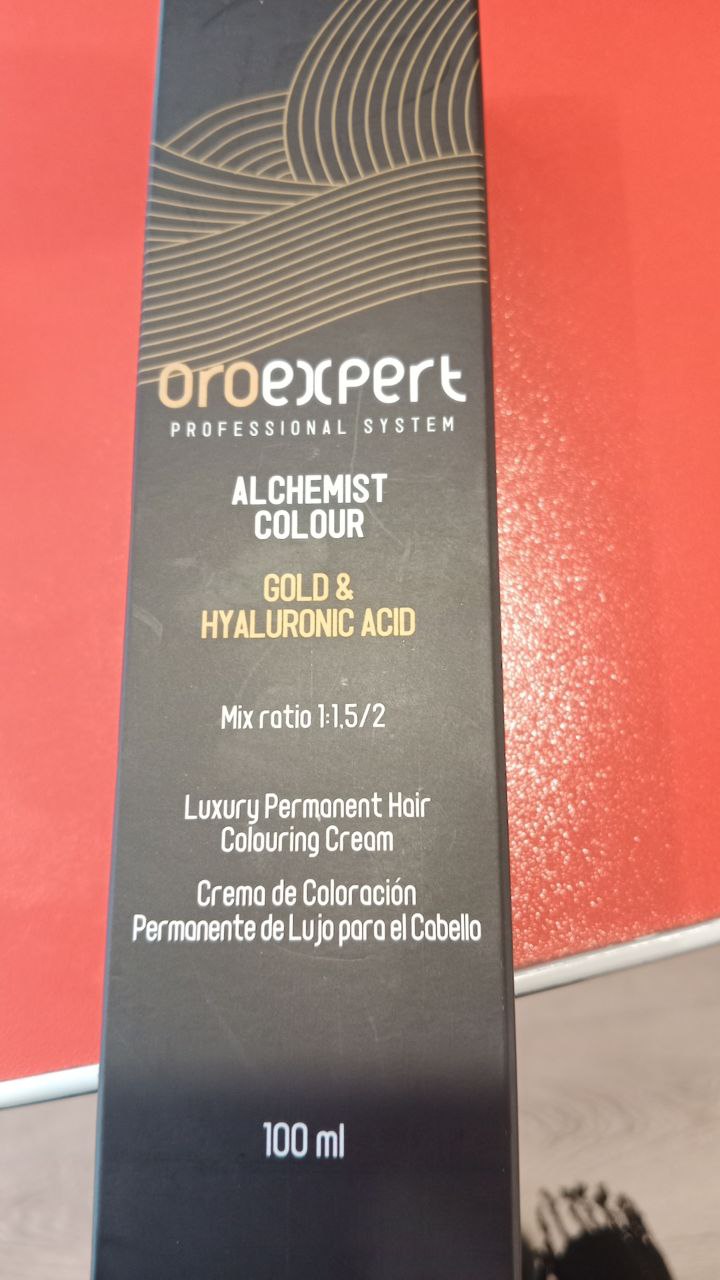 oroexpert
PROFESSIONAL SYSTEM
ALCHEMIST
COLOUR
GOLD &
HYALURONIC ACID
Mix ratio 1:1,5/2
Luxury Permanent Hair
Colouring Cream
Crema de Coloración
Permanente de Lujo para el Cabello
100 ml